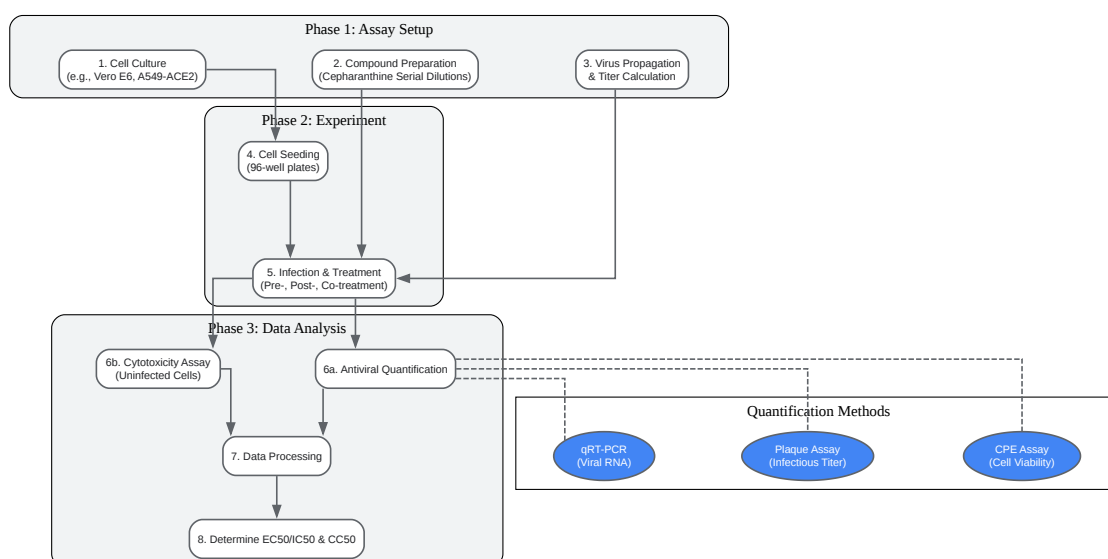 Phase 1: Assay Setup
1. Cell Culture
(e.g., Vero E6, A549-ACE2)
2. Compound Preparation
(Cepharanthine Serial Dilutions)
3. Virus Propagation
& Titer Calculation
Phase 2: Experiment
4. Cell Seeding
(96-well plates)
5. Infection & Treatment
(Pre-, Post-, Co-treatment)
Phase 3: Data Analysis
6b. Cytotoxicity Assay
(Uninfected Cells)
6a. Antiviral Quantification
Quantification Methods
qRT-PCR
(Viral RNA)
Plaque Assay
(Infectious Titer)
CPE Assay
(Cell Viability)
7. Data Processing
8. Determine EC50/IC50 & CC50